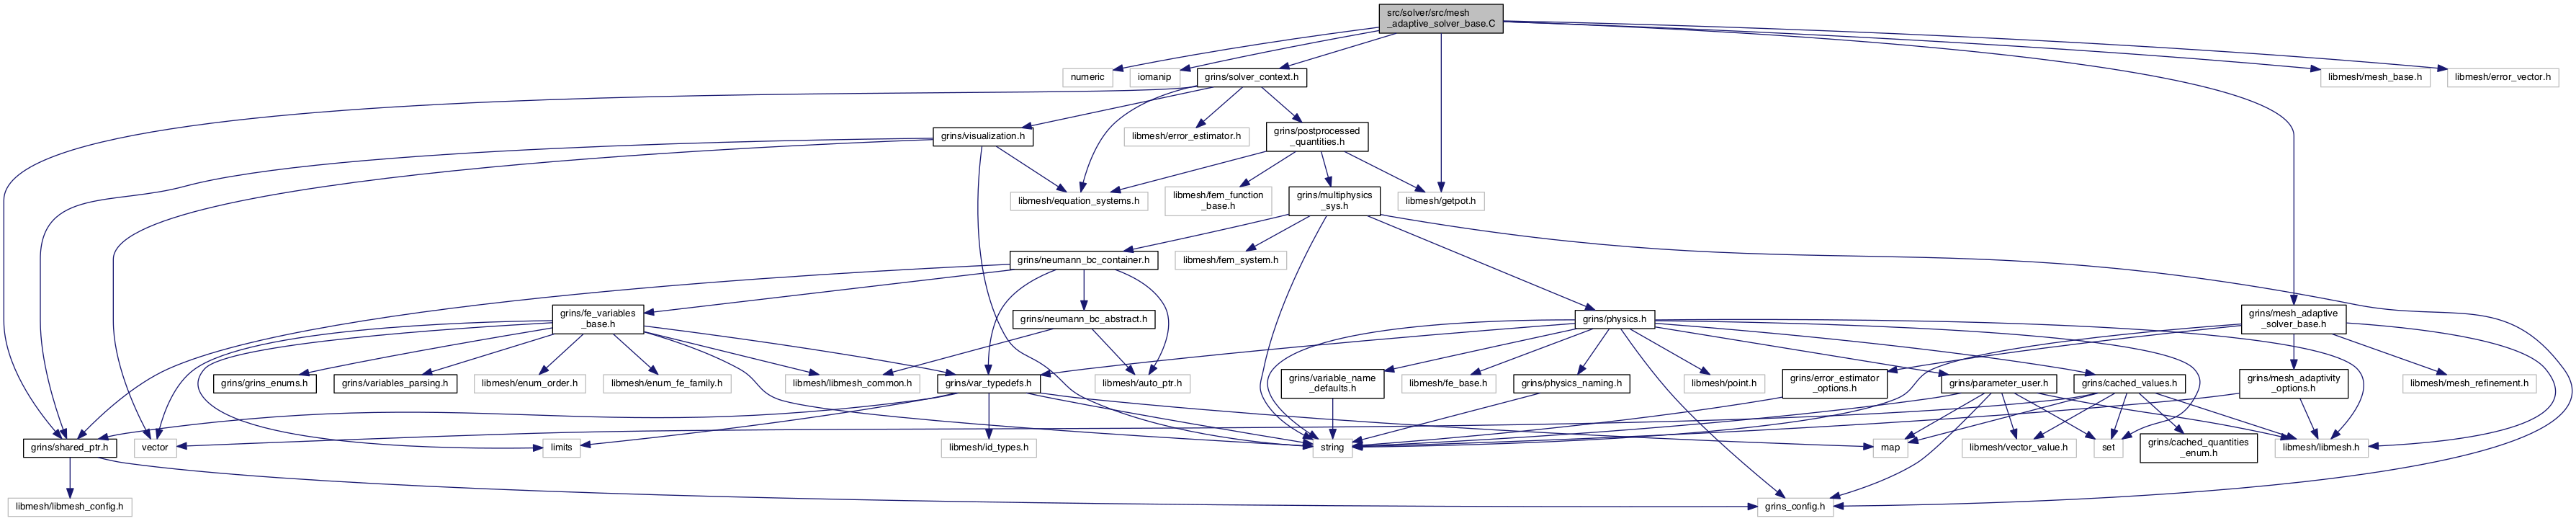 src/solver/src/mesh
_adaptive_solver_base.C
numeric
iomanip
grins/solver_context.h
libmesh/mesh_base.h
libmesh/error_vector.h
grins/visualization.h
libmesh/error_estimator.h
grins/postprocessed
_quantities.h
libmesh/equation_systems.h
libmesh/fem_function
_base.h
grins/multiphysics
_sys.h
libmesh/getpot.h
grins/neumann_bc_container.h
libmesh/fem_system.h
grins/fe_variables
_base.h
grins/neumann_bc_abstract.h
grins/physics.h
grins/mesh_adaptive
_solver_base.h
grins/grins_enums.h
grins/variables_parsing.h
libmesh/enum_order.h
libmesh/enum_fe_family.h
libmesh/libmesh_common.h
grins/var_typedefs.h
libmesh/auto_ptr.h
grins/variable_name
_defaults.h
libmesh/fe_base.h
grins/physics_naming.h
libmesh/point.h
grins/error_estimator
_options.h
grins/parameter_user.h
grins/cached_values.h
grins/mesh_adaptivity
_options.h
libmesh/mesh_refinement.h
grins/shared_ptr.h
vector
limits
libmesh/id_types.h
string
map
libmesh/vector_value.h
set
grins/cached_quantities
_enum.h
libmesh/libmesh.h
libmesh/libmesh_config.h
grins_config.h